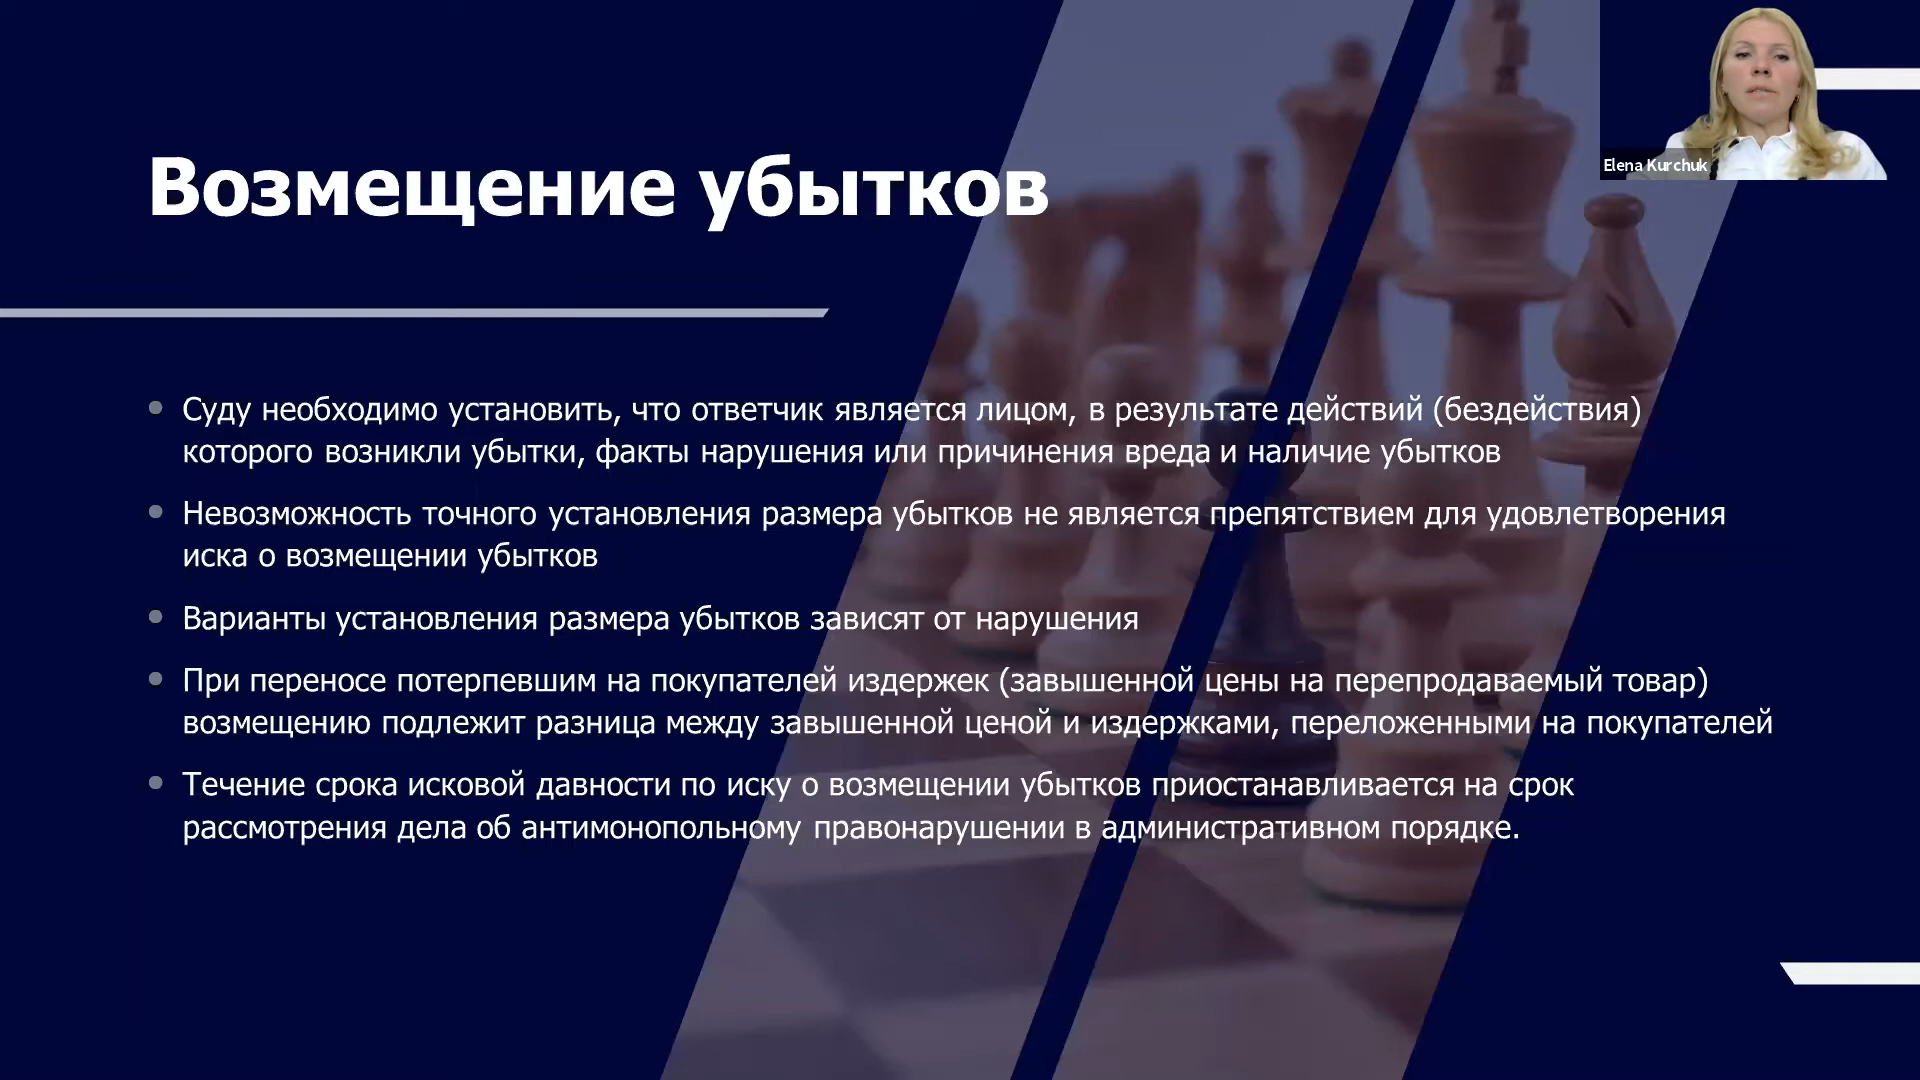 Elena Kurchuk
Возмещение убытков
Суду необходимо установить, что ответчик является лицом, в результате действий (бездействия)
которого возникли убытки, факты нарушения или причинения вреда и наличие убытков
Невозможность точного установления размера убытков не является препятствием для удовлетворения
иска о возмещении убытков
Варианты установления размера убытков зависят от нарушения
При переносе потерпевшим на покупателей издержек (завышенной цены на перепродаваемый товар)
возмещению подлежит разница между завышенной ценой и издержками, переложенными на покупателей
Течение срока исковой давности по иску о возмещении убытков приостанавливается на срок
рассмотрения дела об антимонопольному правонарушении в административном порядке.